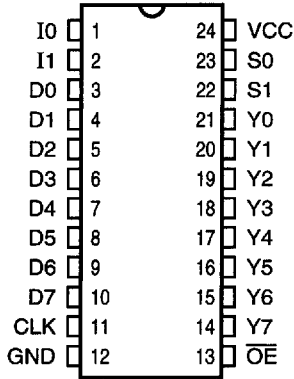 I0 1 24 VCC
I1 2 23 S0
D0 3 22 S1
D1 4 21 Y0
D2 5 20 Y1
D3 6 19 Y2
D4 7 18 Y3
D5 8 17 Y4
D6 9 16 Y5
D7 10 15 Y6
CLK 11 14 Y7
GND 12 13 O̅E̅